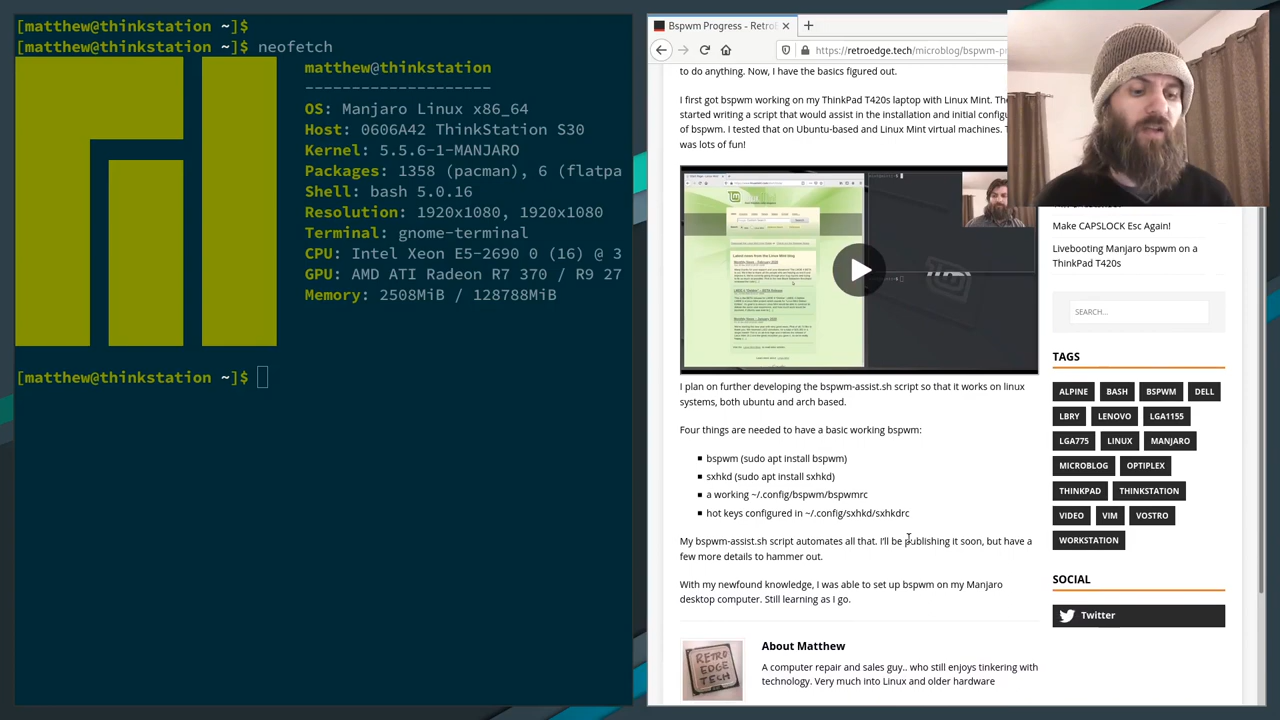 [matthew@thinkstation ~]$
[matthew@thinkstation ~]$ neofetch
matthew@thinkstation
--------------------
OS: Manjaro Linux x86_64
Host: 0606A42 ThinkStation S30
Kernel: 5.5.6-1-MANJARO
Packages: 1358 (pacman), 6 (flatpa
Shell: bash 5.0.16
Resolution: 1920x1080, 1920x1080
Terminal: gnome-terminal
CPU: Intel Xeon E5-2690 0 (16) @ 3
GPU: AMD ATI Radeon R7 370 / R9 27
Memory: 2508MiB / 128788MiB
[matthew@thinkstation ~]$
Bspwm Progress - Retro
https://retroedge.tech/microblog/bspwm-p
to do anything. Now, I have the basics figured out.
I first got bspwm working on my ThinkPad T420s laptop with Linux Mint.
started writing a script that would assist in the installation and initial
of bspwm. I tested that on Ubuntu-based and Linux Mint virtual machines.
was lots of fun!
I plan on further developing the bspwm-assist.sh script so that it works on linux
systems, both ubuntu and arch based.
Four things are needed to have a basic working bspwm:
■ bspwm (sudo apt install bspwm)
■ sxhkd (sudo apt install sxhkd)
■ a working ~/.config/bspwm/bspwmrc
■ hot keys configured in ~/.config/sxhkd/sxhkdrc
My bspwm-assist.sh script automates all that. I'll be publishing it soon, but have a
few more details to hammer out.
With my newfound knowledge, I was able to set up bspwm on my Manjaro
desktop computer. Still learning as I go.
RETRO
EDGE
TECH
About Matthew
A computer repair and sales guy.. who still enjoys tinkering with
technology. Very much into Linux and older hardware
Make CAPSLOCK Esc Again!
Livebooting Manjaro bspwm on a
ThinkPad T420s
SEARCH...
TAGS
ALPINE BASH BSPWM DELL
LBRY LENOVO LGA1155
LGA775 LINUX MANJARO
MICROBLOG OPTIPLEX
THINKPAD THINKSTATION
VIDEO VIM VOSTRO
WORKSTATION
SOCIAL
Twitter